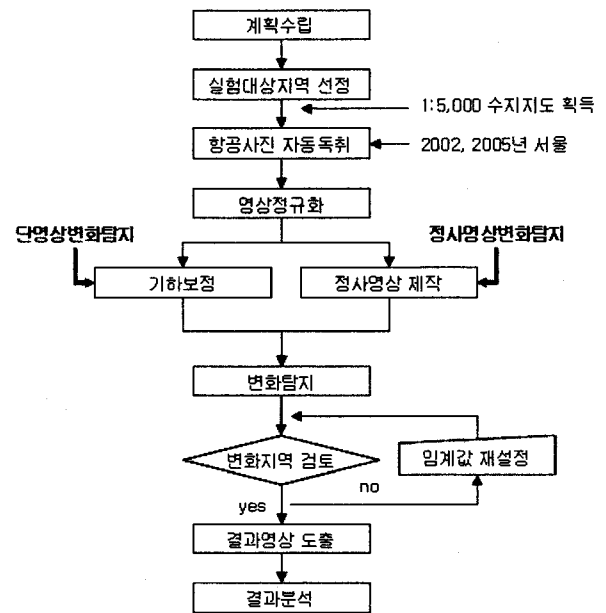 계획수립
실험대상지역 선정
1:5,000 수지지도 획득
항공사진 자동독취
2002, 2005년 서울
영상정규화
단영상변화탐지
정사영상변화탐지
기하보정
정사영상 제작
변화탐지
변화지역 검토
임계값 재설정
no
yes
결과영상 도출
결과분석